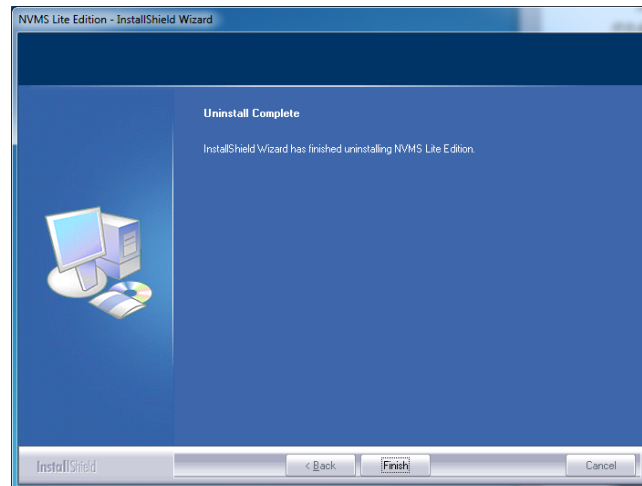 NVMS Lite Edition - InstallShield Wizard
Uninstall Complete
InstallShield Wizard has finished uninstalling NVMS Lite Edition.
InstallShield
< Back
Finish
Cancel